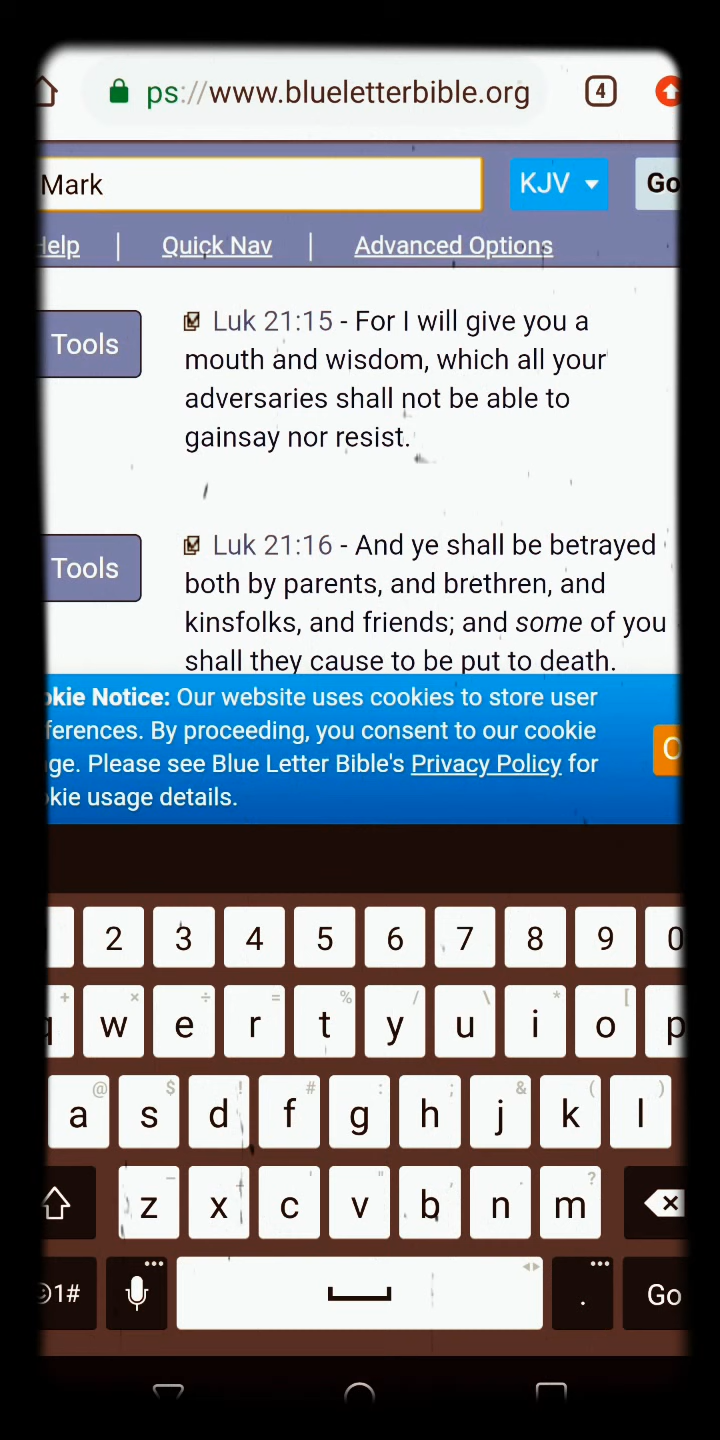 ps://www.blueletterbible.org
4
Mark
KJV
Go
Help | Quick Nav | Advanced Options
Tools
Luk 21:15 - For I will give you a
mouth and wisdom, which all your
adversaries shall not be able to
gainsay nor resist.
Tools
Luk 21:16 - And ye shall be betrayed
both by parents, and brethren, and
kinsfolks, and friends; and some of you
shall they cause to be put to death.
okie Notice: Our website uses cookies to store user
ferences. By proceeding, you consent to our cookie
ge. Please see Blue Letter Bible's Privacy Policy for
kie usage details.
2 3 4 5 6 7 8 9 0
+ × ÷ = % / \ * [
q w e r t y u i o p
@ $ ! # : ; & ( )
a s d f g h j k l
− ' " , . ?
z x c v b n m
1# . Go